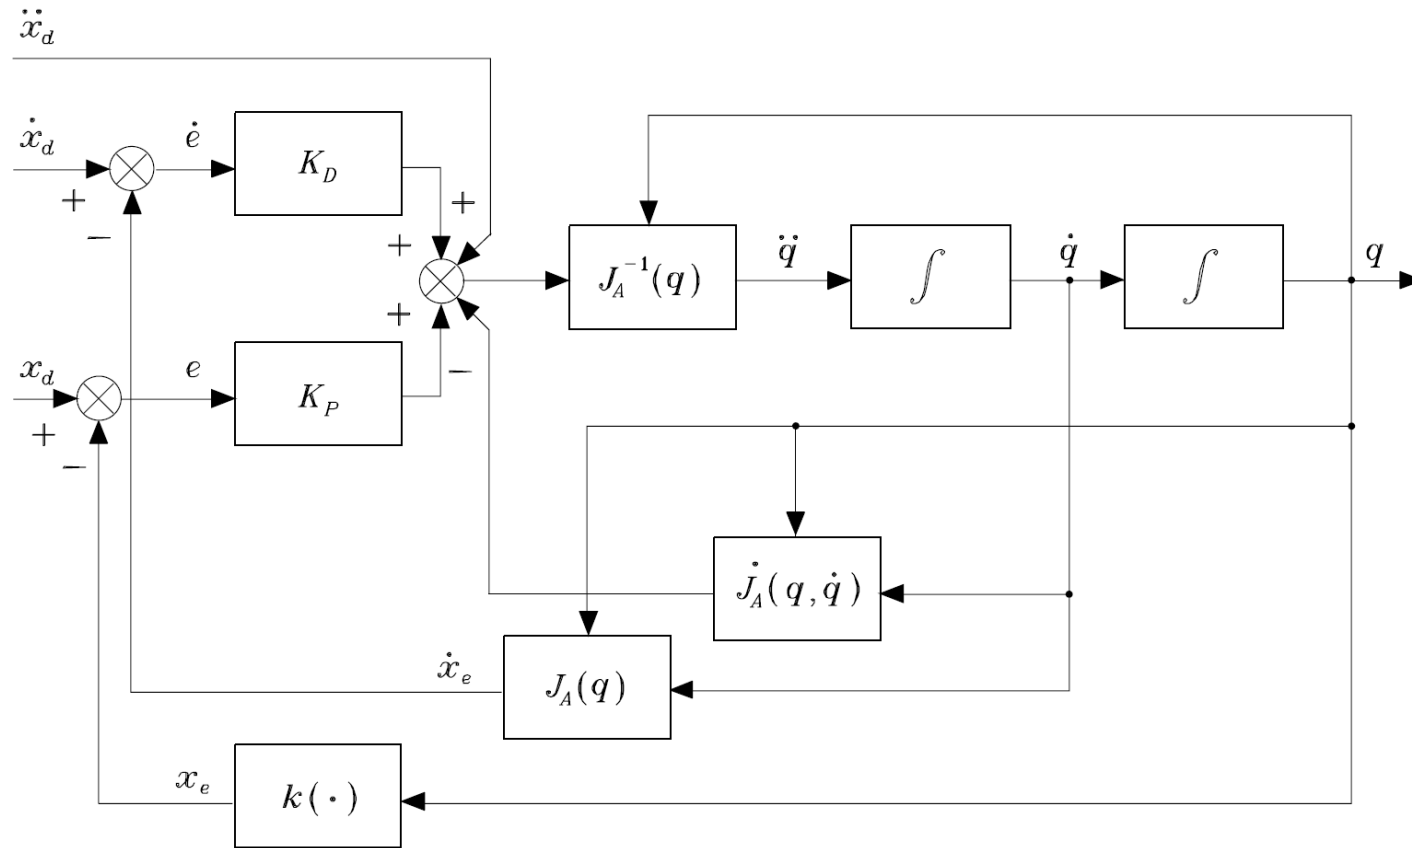 ẍ_d
ẋ_d
ė
K_D
+
−
+
+
J_A^{-1}(q)
q̈
∫
q̇
∫
q
+
x_d
e
K_P
−
+
−
J̇_A(q, q̇)
ẋ_e
J_A(q)
x_e
k(·)